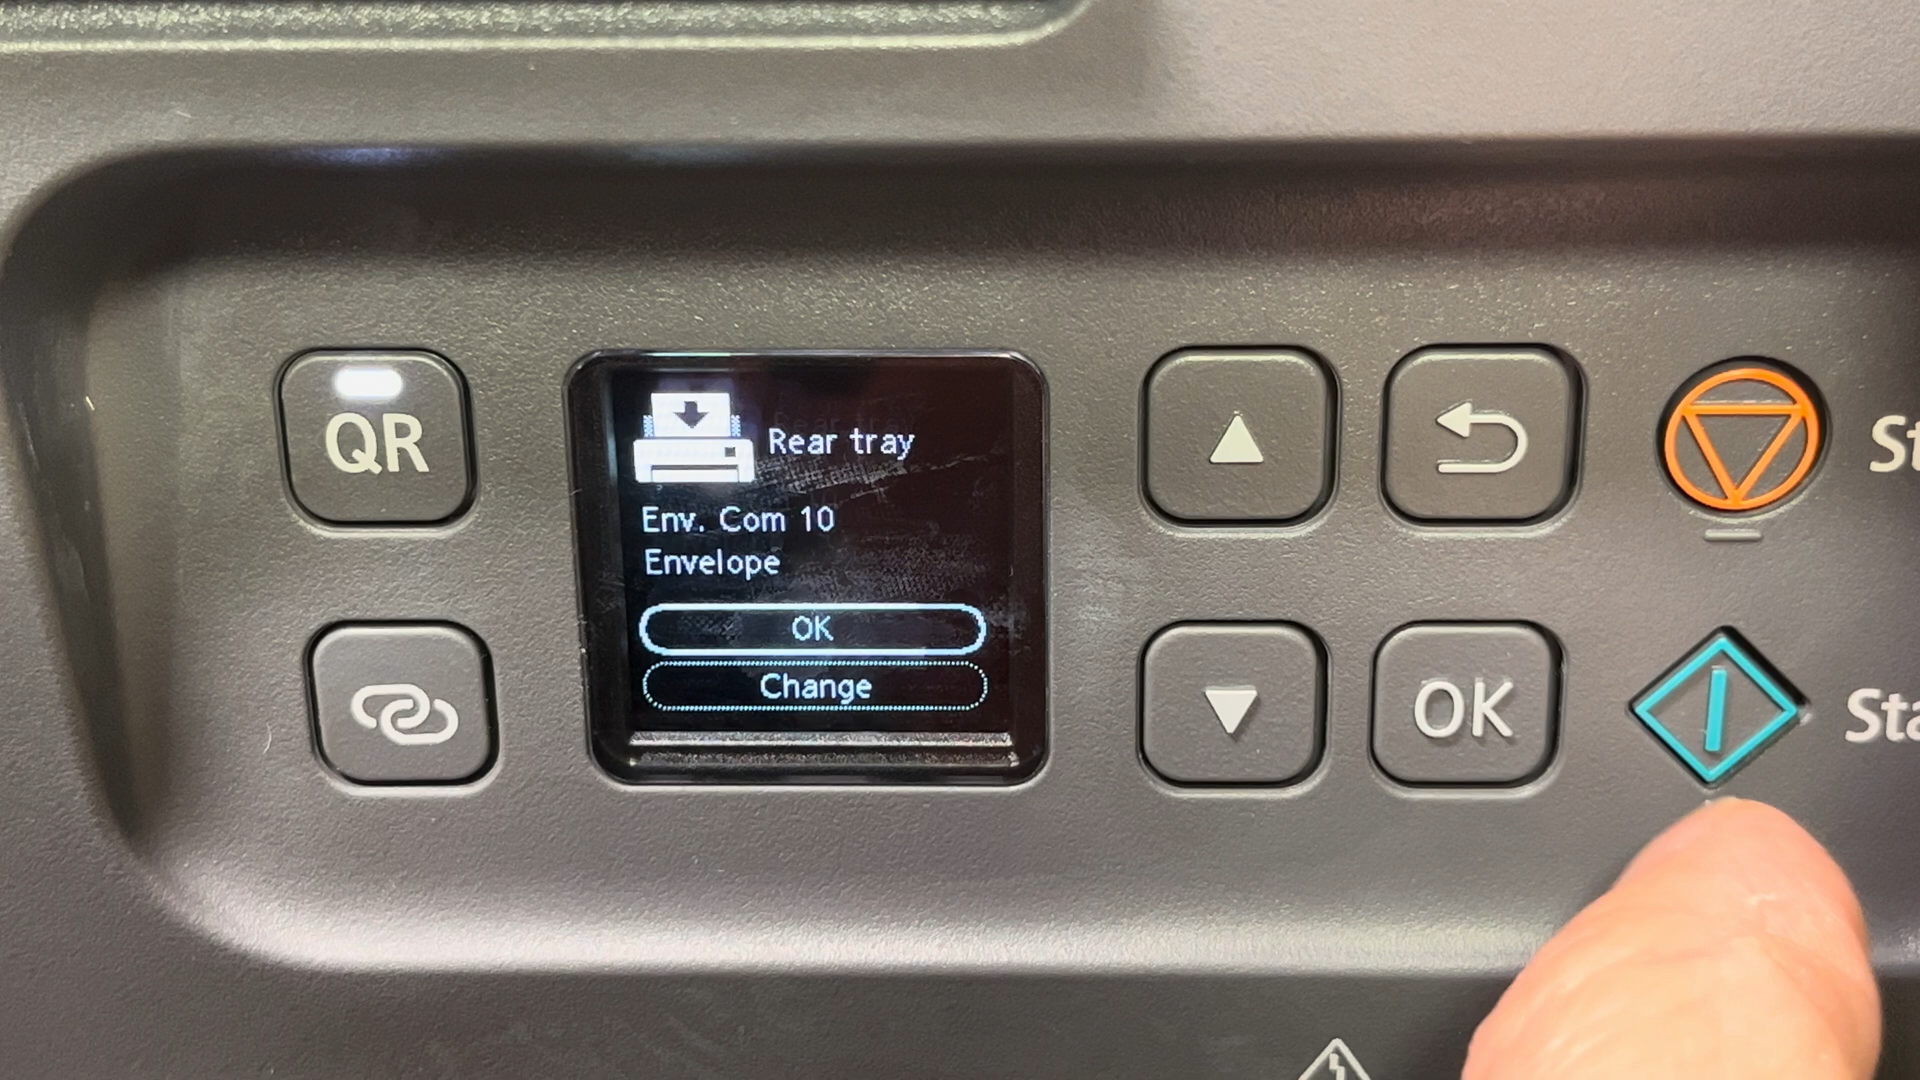 QR
Rear tray
Env. Com 10
Envelope
OK
Change
OK
St
Sta